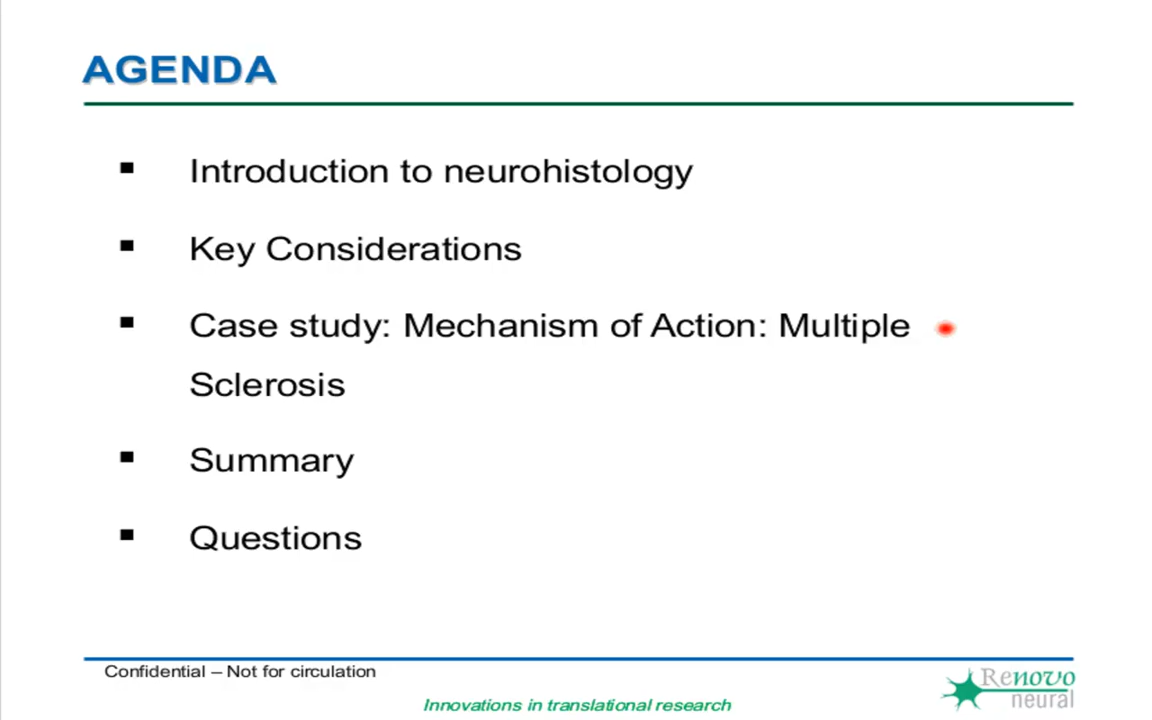 AGENDA
Introduction to neurohistology
Key Considerations
Case study: Mechanism of Action: Multiple
Sclerosis
Summary
Questions
Confidential – Not for circulation
Innovations in translational research
Renovo
neural